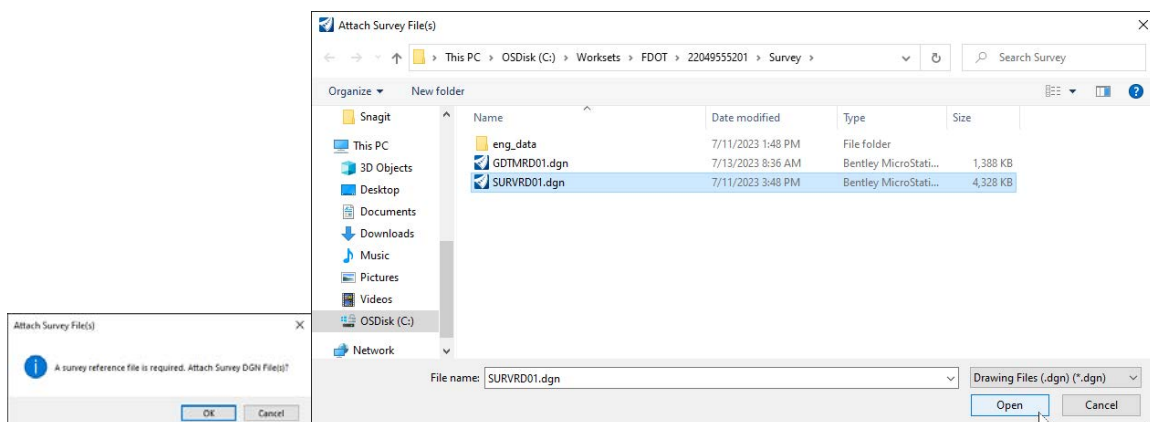 Attach Survey File(s)
This PC > OSDisk (C:) > Worksets > FDOT > 22049555201 > Survey >
Search Survey
Organize
New folder
Snagit
This PC
3D Objects
Desktop
Documents
Downloads
Music
Pictures
Videos
OSDisk (C:)
Network
Name Date modified Type Size
eng_data 7/11/2023 1:48 PM File folder
GDTMRD01.dgn 7/13/2023 8:36 AM Bentley MicroStati... 1,388 KB
SURVRD01.dgn 7/11/2023 3:48 PM Bentley MicroStati... 4,328 KB
File name: SURVRD01.dgn
Drawing Files (.dgn) (*.dgn)
Open Cancel
Attach Survey File(s)
A survey reference file is required. Attach Survey DGN File(s)?
OK Cancel